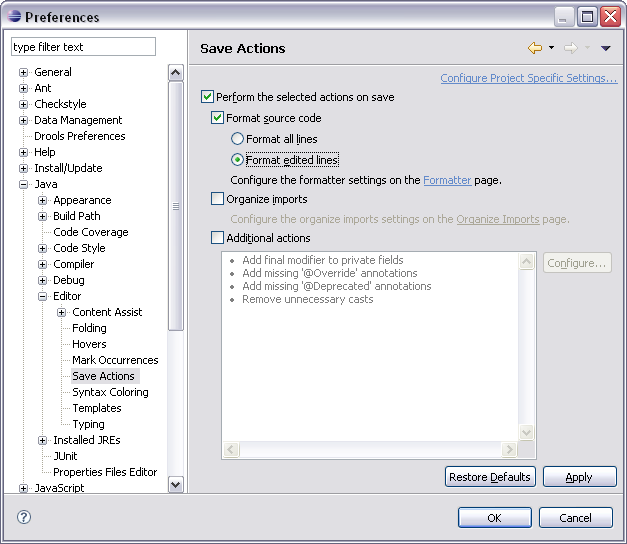 Preferences
type filter text
General
Ant
Checkstyle
Data Management
Drools Preferences
Help
Install/Update
Java
Appearance
Build Path
Code Coverage
Code Style
Compiler
Debug
Editor
Content Assist
Folding
Hovers
Mark Occurrences
Save Actions
Syntax Coloring
Templates
Typing
Installed JREs
JUnit
Properties Files Editor
JavaScript
Save Actions
Configure Project Specific Settings...
Perform the selected actions on save
Format source code
Format all lines
Format edited lines
Configure the formatter settings on the Formatter page.
Organize imports
Configure the organize imports settings on the Organize Imports page.
Additional actions
• Add final modifier to private fields
• Add missing '@Override' annotations
• Add missing '@Deprecated' annotations
• Remove unnecessary casts
Configure...
Restore Defaults
Apply
?
OK
Cancel